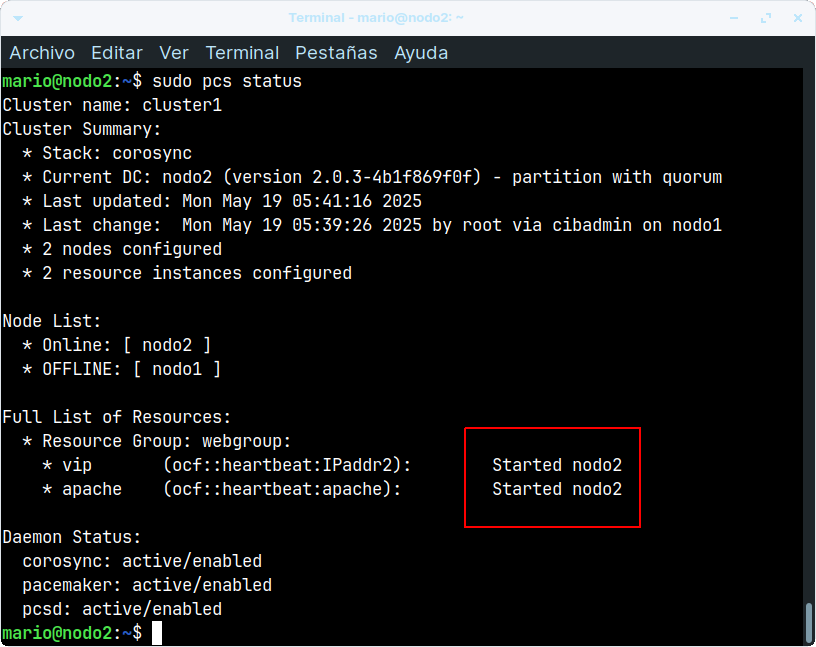 Terminal - mario@nodo2: ~
Archivo Editar Ver Terminal Pestañas Ayuda
mario@nodo2:~$ sudo pcs status
Cluster name: cluster1
Cluster Summary:
  * Stack: corosync
  * Current DC: nodo2 (version 2.0.3-4b1f869f0f) - partition with quorum
  * Last updated: Mon May 19 05:41:16 2025
  * Last change:  Mon May 19 05:39:26 2025 by root via cibadmin on nodo1
  * 2 nodes configured
  * 2 resource instances configured

Node List:
  * Online: [ nodo2 ]
  * OFFLINE: [ nodo1 ]

Full List of Resources:
  * Resource Group: webgroup:
    * vip       (ocf::heartbeat:IPaddr2):        Started nodo2
    * apache    (ocf::heartbeat:apache):         Started nodo2

Daemon Status:
  corosync: active/enabled
  pacemaker: active/enabled
  pcsd: active/enabled
mario@nodo2:~$